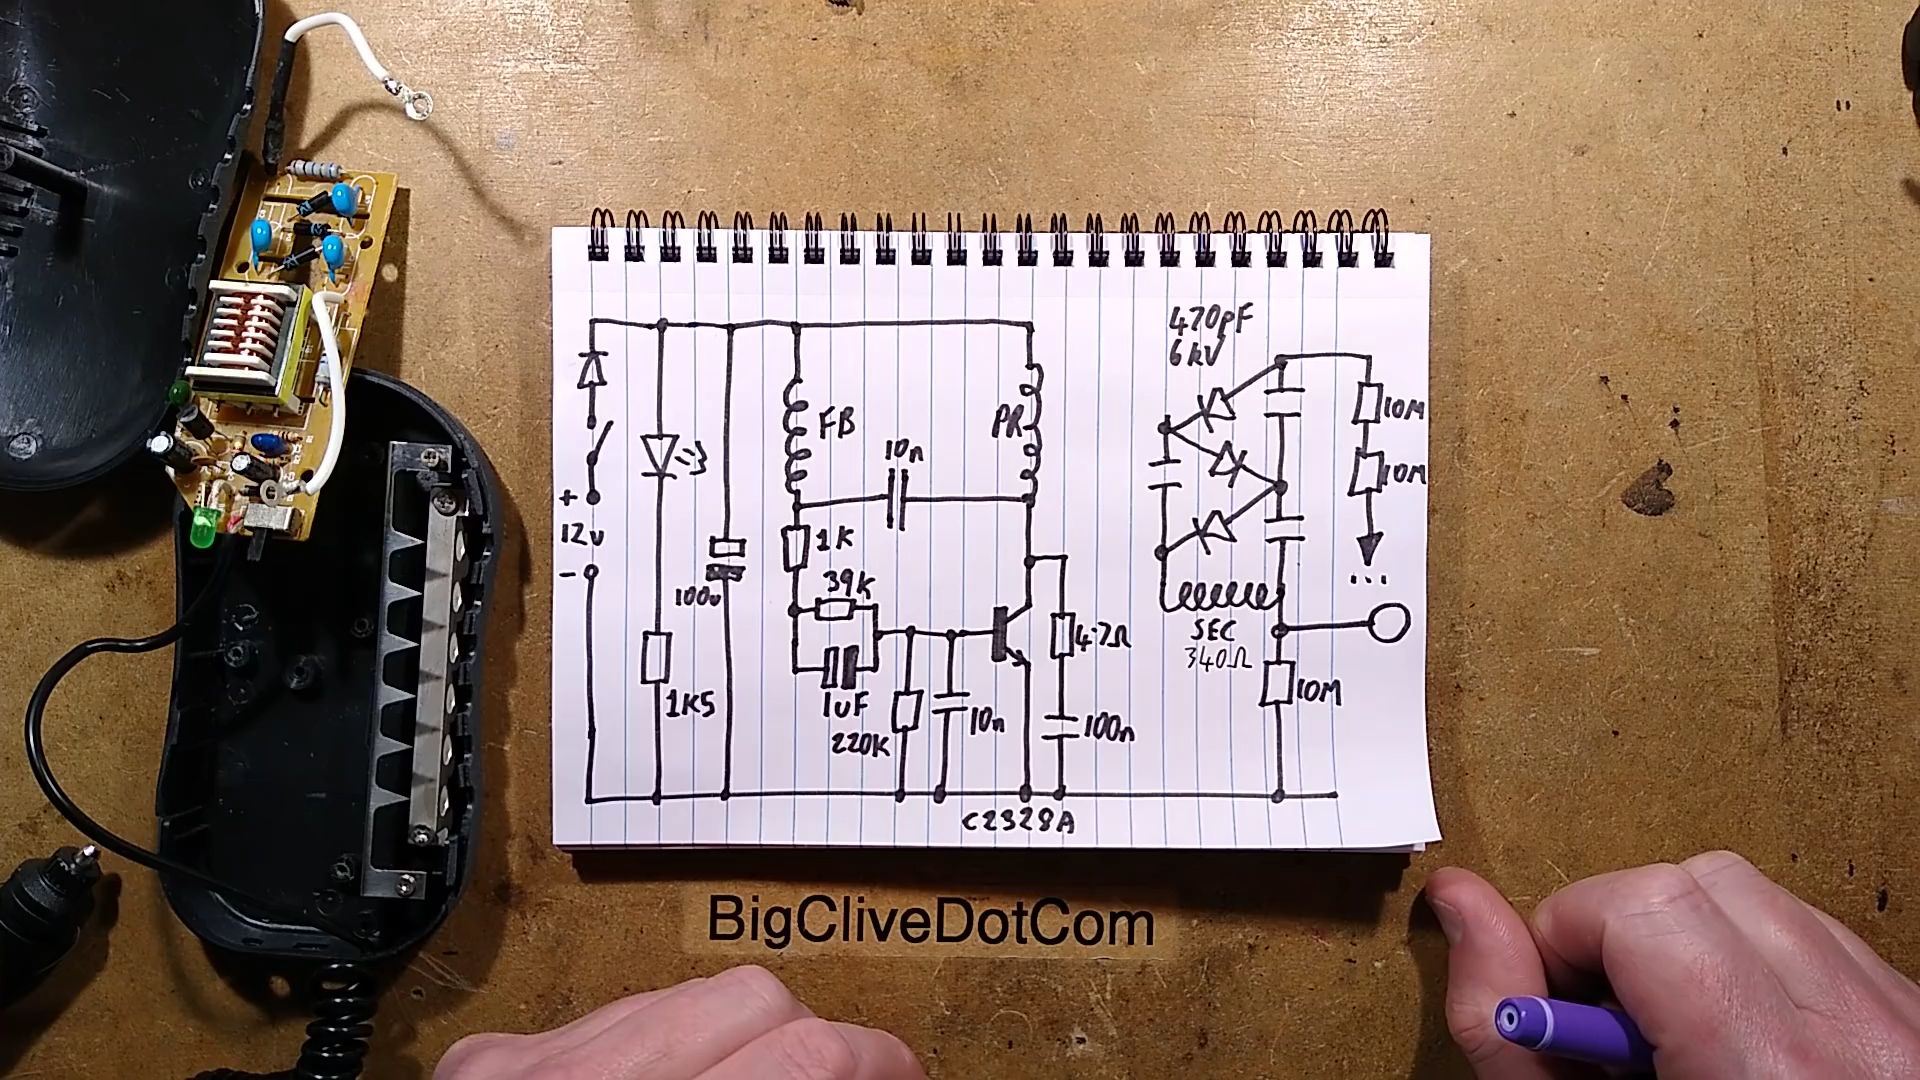 470pF
6kV
FB
PR
10n
10M
10M
+
12v
-
1K
39K
100u
1uF
220K
1K5
10n
4·7Ω
100n
SEC
340Ω
10M
...
C2328A
BigCliveDotCom